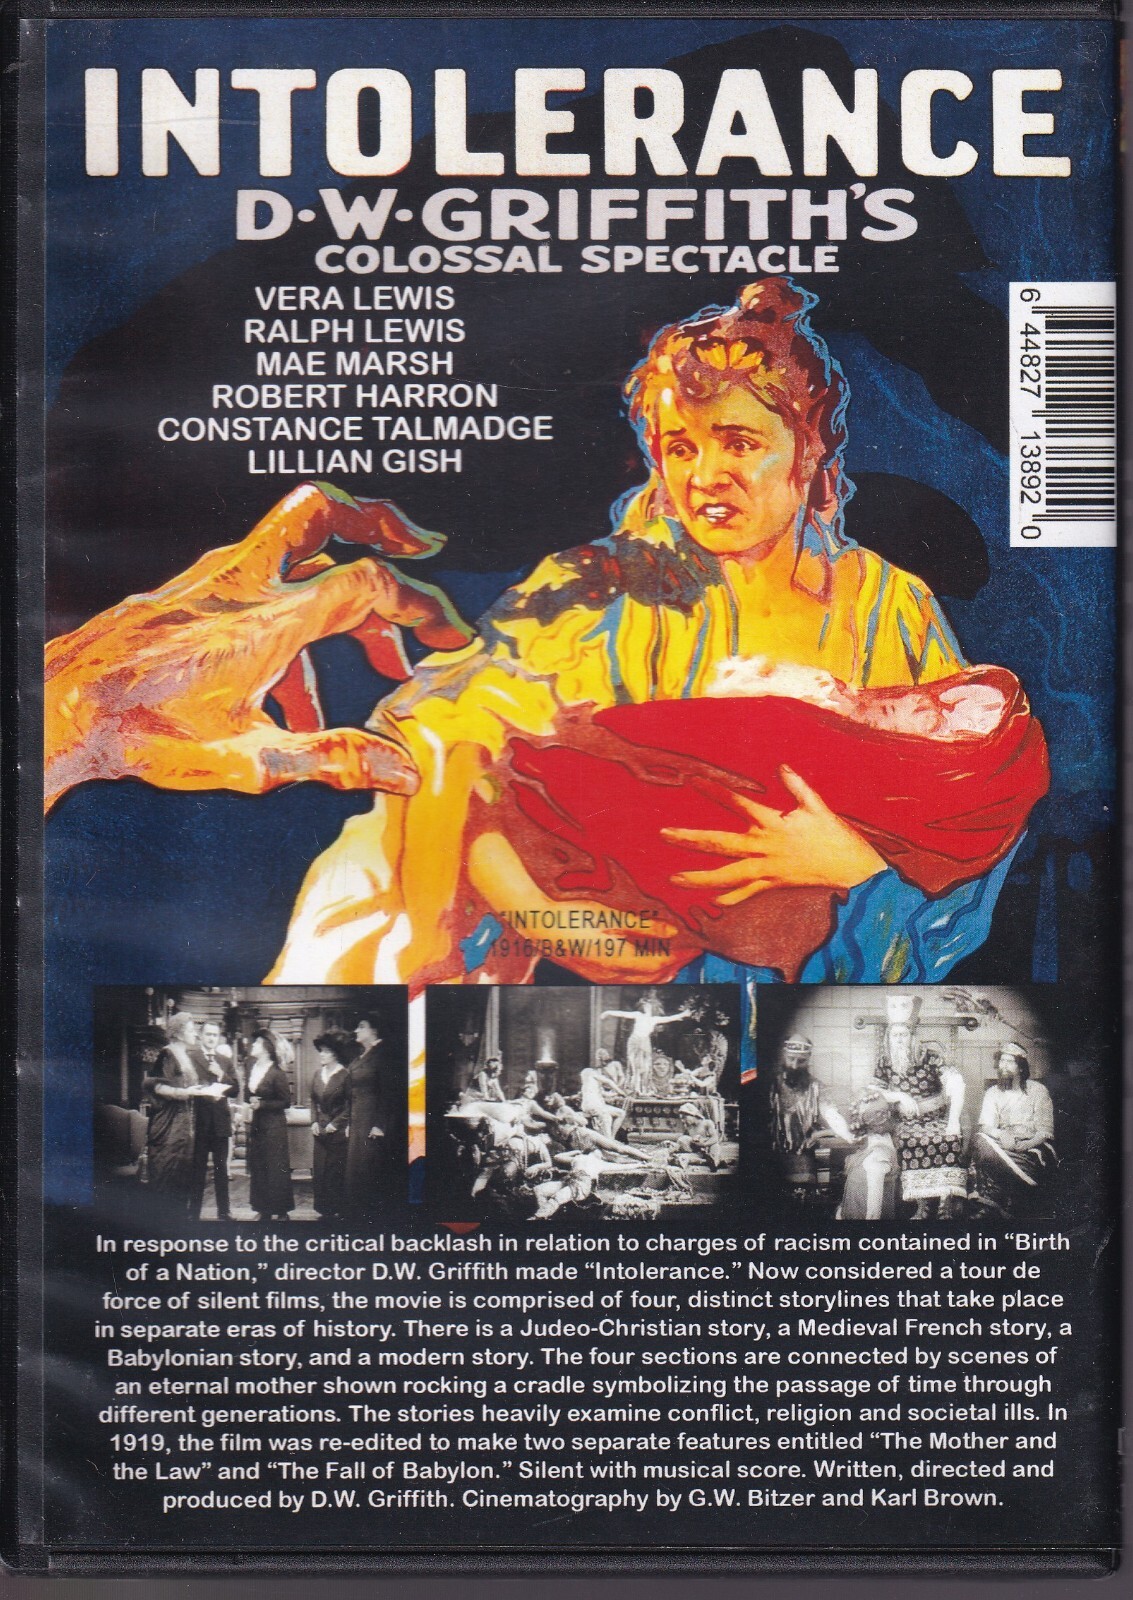 INTOLERANCE
D·W·GRIFFITH'S
COLOSSAL SPECTACLE
VERA LEWIS
RALPH LEWIS
MAE MARSH
ROBERT HARRON
CONSTANCE TALMADGE
LILLIAN GISH
6 44827 13892 0
"INTOLERANCE"
1916/B&W/197 MIN
In response to the critical backlash in relation to charges of racism contained in “Birth
of a Nation,” director D.W. Griffith made “Intolerance.” Now considered a tour de
force of silent films, the movie is comprised of four, distinct storylines that take place
in separate eras of history. There is a Judeo-Christian story, a Medieval French story, a
Babylonian story, and a modern story. The four sections are connected by scenes of
an eternal mother shown rocking a cradle symbolizing the passage of time through
different generations. The stories heavily examine conflict, religion and societal ills. In
1919, the film was re-edited to make two separate features entitled “The Mother and
the Law” and “The Fall of Babylon.” Silent with musical score. Written, directed and
produced by D.W. Griffith. Cinematography by G.W. Bitzer and Karl Brown.